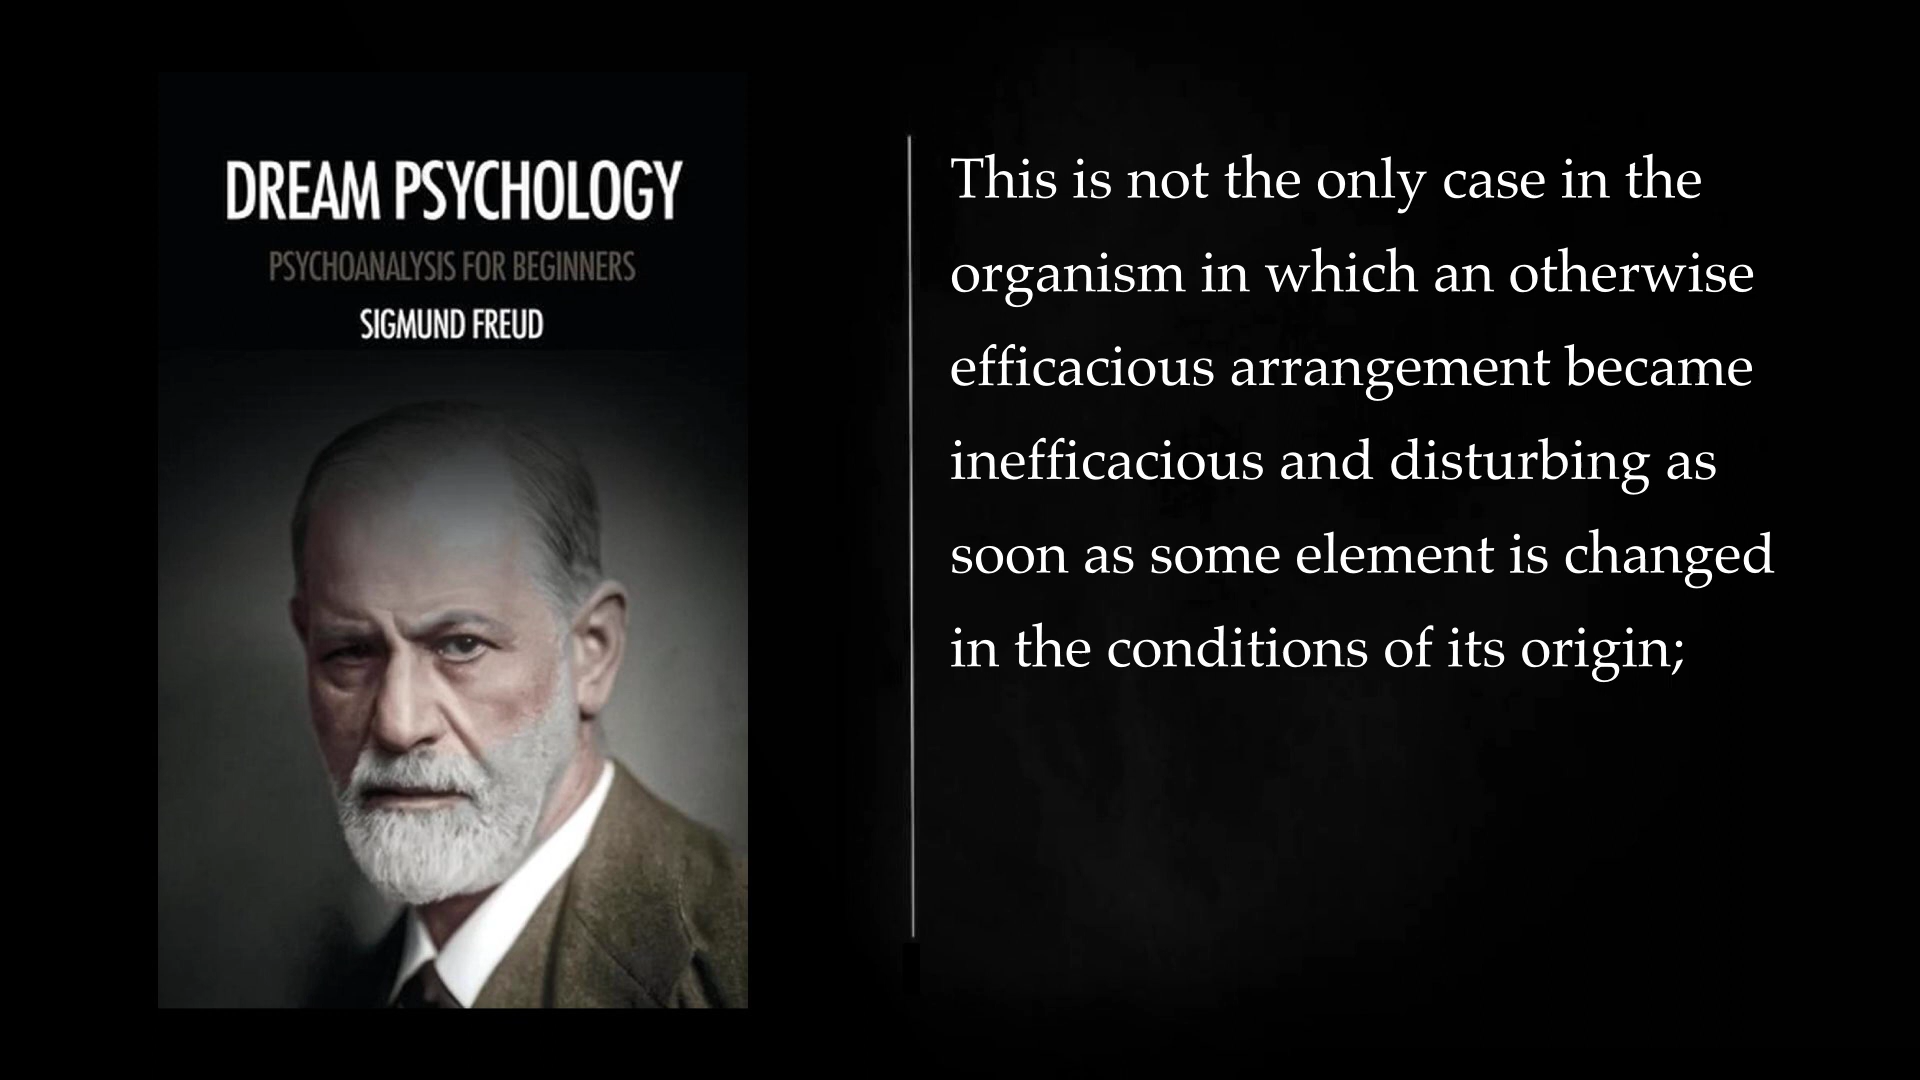 DREAM PSYCHOLOGY
PSYCHOANALYSIS FOR BEGINNERS
SIGMUND FREUD
This is not the only case in the
organism in which an otherwise
efficacious arrangement became
inefficacious and disturbing as
soon as some element is changed
in the conditions of its origin;